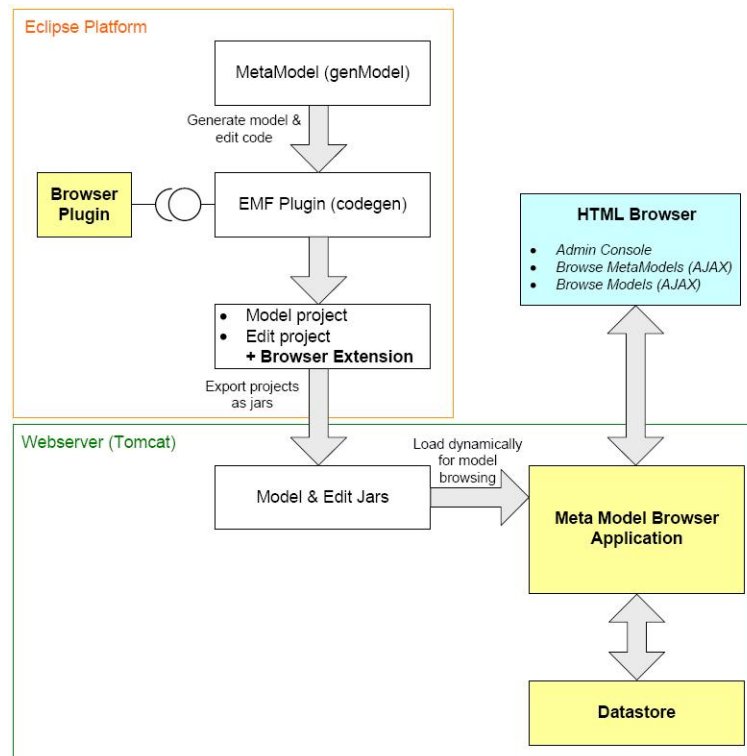 Eclipse Platform
MetaModel (genModel)
Generate model &
edit code
Browser
Plugin
EMF Plugin (codegen)
HTML Browser
• Admin Console
• Browse MetaModels (AJAX)
• Browse Models (AJAX)
• Model project
• Edit project
+ Browser Extension
Export projects
as jars
Webserver (Tomcat)
Load dynamically
for model
browsing
Model & Edit Jars
Meta Model Browser
Application
Datastore